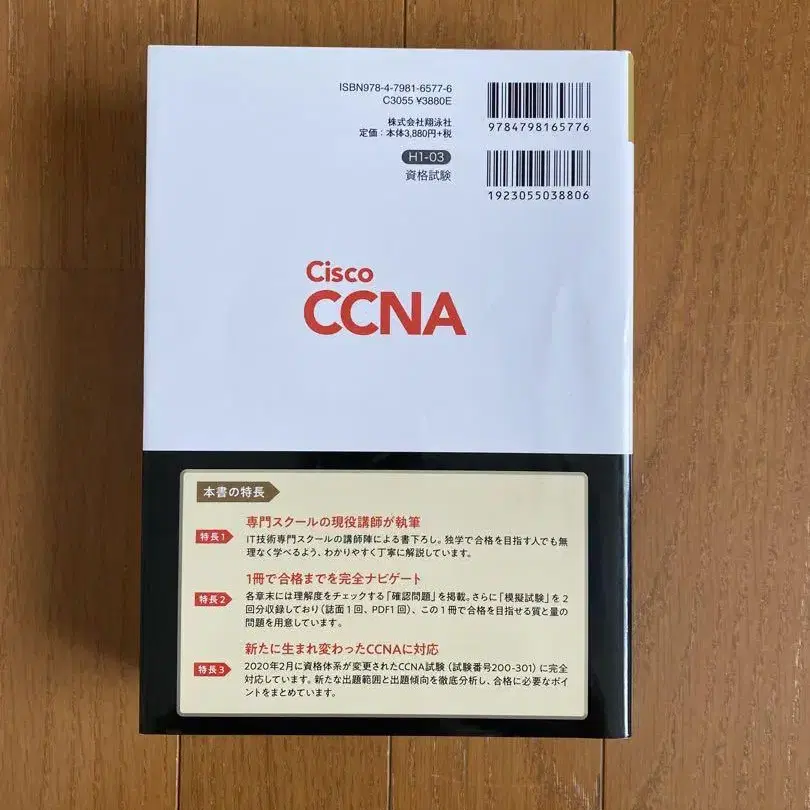 ISBN978-4-7981-6577-6
C3055 ¥3880E
株式会社翔泳社
定価：本体3,880円+税
9784798165776
H1-03
資格試験
1923055038806
Cisco
CCNA
本書の特長
特長1
専門スクールの現役講師が執筆
IT技術専門スクールの講師陣による書下ろし。独学で合格を目指す人でも無
理なく学べるよう、わかりやすく丁寧に解説しています。
特長2
1冊で合格までを完全ナビゲート
各章末には理解度をチェックする「確認問題」を掲載。さらに「模擬試験」を2
回分収録しており（誌面1回、PDF1回）、この1冊で合格を目指せる質と量の
問題を用意しています。
特長3
新たに生まれ変わったCCNAに対応
2020年2月に資格体系が変更されたCCNA試験（試験番号200-301）に完全
対応しています。新たな出題範囲と出題傾向を徹底分析し、合格に必要なポイ
ントをまとめています。